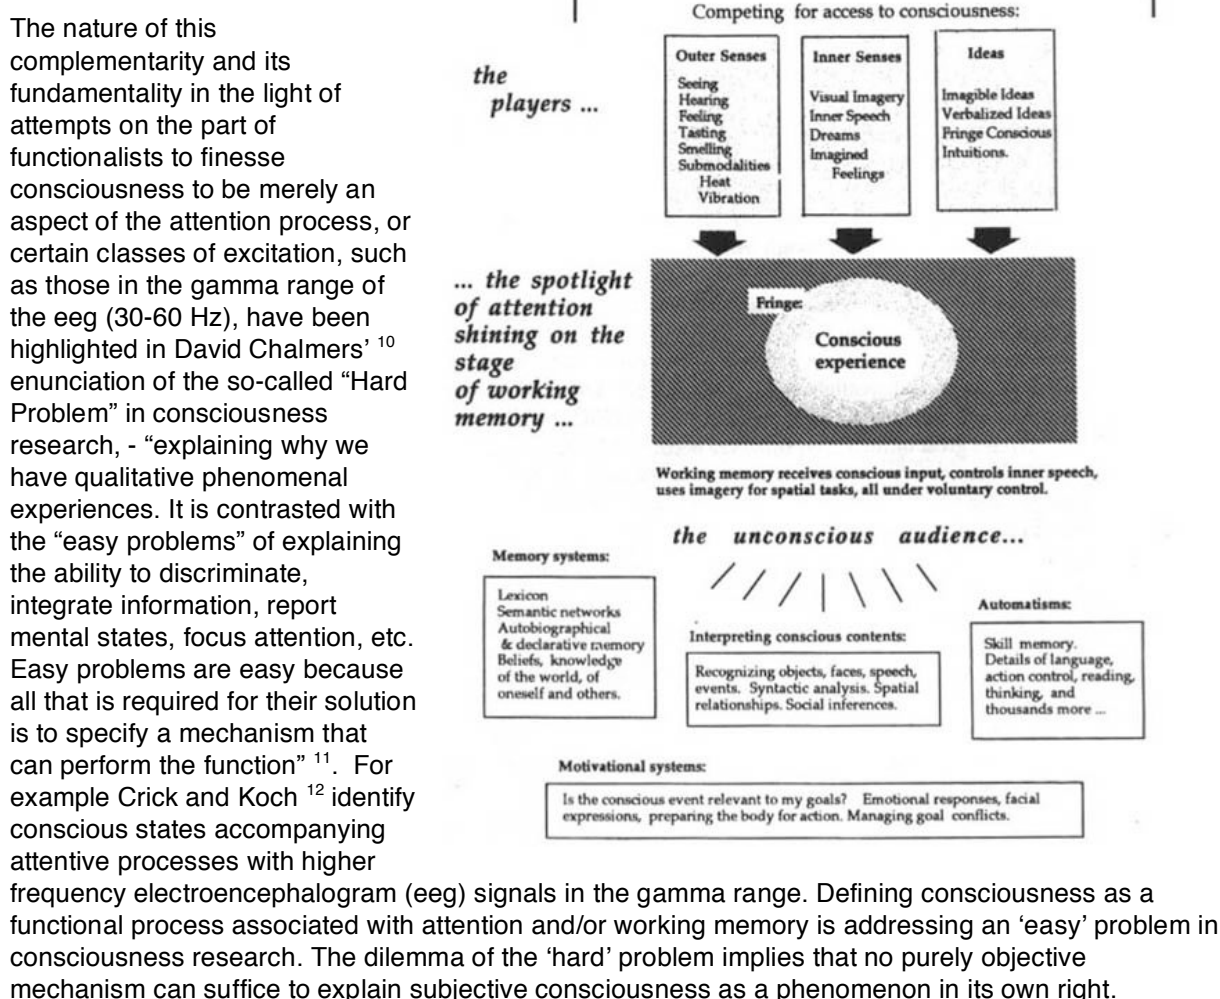 The nature of this
complementarity and its
fundamentality in the light of
attempts on the part of
functionalists to finesse
consciousness to be merely an
aspect of the attention process, or
certain classes of excitation, such
as those in the gamma range of
the eeg (30-60 Hz), have been
highlighted in David Chalmers’ 10
enunciation of the so-called “Hard
Problem” in consciousness
research, - “explaining why we
have qualitative phenomenal
experiences. It is contrasted with
the “easy problems” of explaining
the ability to discriminate,
integrate information, report
mental states, focus attention, etc.
Easy problems are easy because
all that is required for their solution
is to specify a mechanism that
can perform the function” 11. For
example Crick and Koch 12 identify
conscious states accompanying
attentive processes with higher
frequency electroencephalogram (eeg) signals in the gamma range. Defining consciousness as a
functional process associated with attention and/or working memory is addressing an ‘easy’ problem in
consciousness research. The dilemma of the ‘hard’ problem implies that no purely objective
mechanism can suffice to explain subjective consciousness as a phenomenon in its own right.
Competing for access to consciousness:
the
players ...
Outer Senses
Seeing
Hearing
Feeling
Tasting
Smelling
Submodalities
Heat
Vibration
Inner Senses
Visual Imagery
Inner Speech
Dreams
Imagined
Feelings
Ideas
Imagible Ideas
Verbalized Ideas
Fringe Conscious
Intuitions.
... the spotlight
of attention
shining on the
stage
of working
memory ...
Fringe:
Conscious
experience
Working memory receives conscious input, controls inner speech,
uses imagery for spatial tasks, all under voluntary control.
the unconscious audience...
Memory systems:
Lexicon
Semantic networks
Autobiographical
& declarative memory
Beliefs, knowledge
of the world, of
oneself and others.
Interpreting conscious contents:
Recognizing objects, faces, speech,
events. Syntactic analysis. Spatial
relationships. Social inferences.
Automatisms:
Skill memory.
Details of language,
action control, reading,
thinking, and
thousands more ...
Motivational systems:
Is the conscious event relevant to my goals? Emotional responses, facial
expressions, preparing the body for action. Managing goal conflicts.